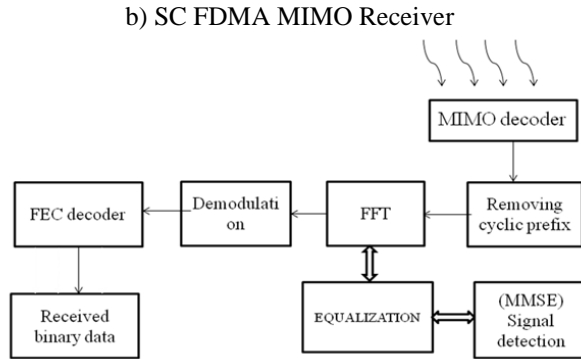 b) SC FDMA MIMO Receiver
MIMO decoder
FEC decoder
Demodulati
on
FFT
Removing
cyclic prefix
Received
binary data
EQUALIZATION
(MMSE)
Signal
detection